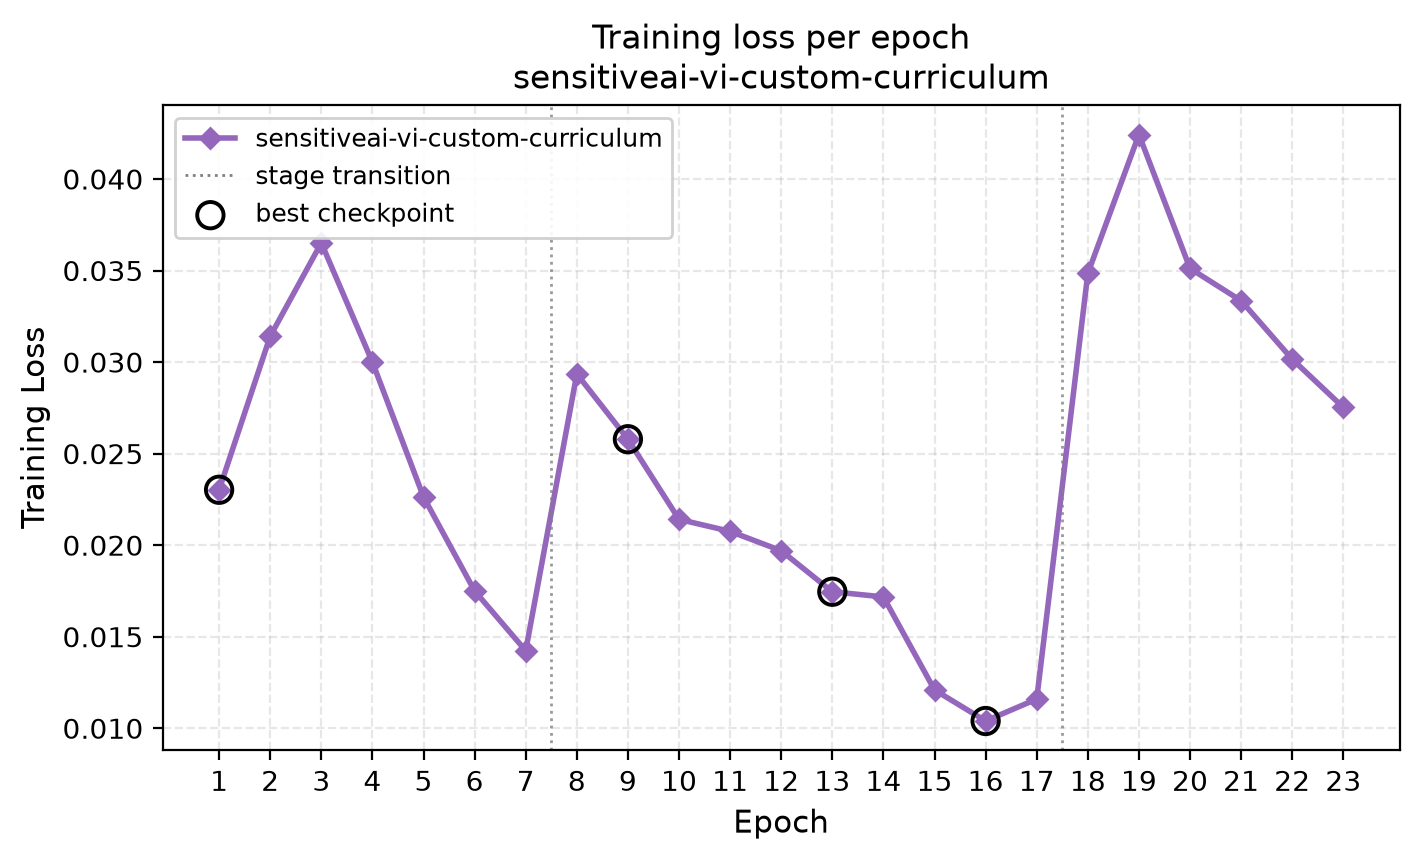 Training loss per epoch
sensitiveai-vi-custom-curriculum
sensitiveai-vi-custom-curriculum
stage transition
best checkpoint
0.040
0.035
0.030
0.025
0.020
0.015
0.010
Training Loss
1 2 3 4 5 6 7 8 9 10 11 12 13 14 15 16 17 18 19 20 21 22 23
Epoch